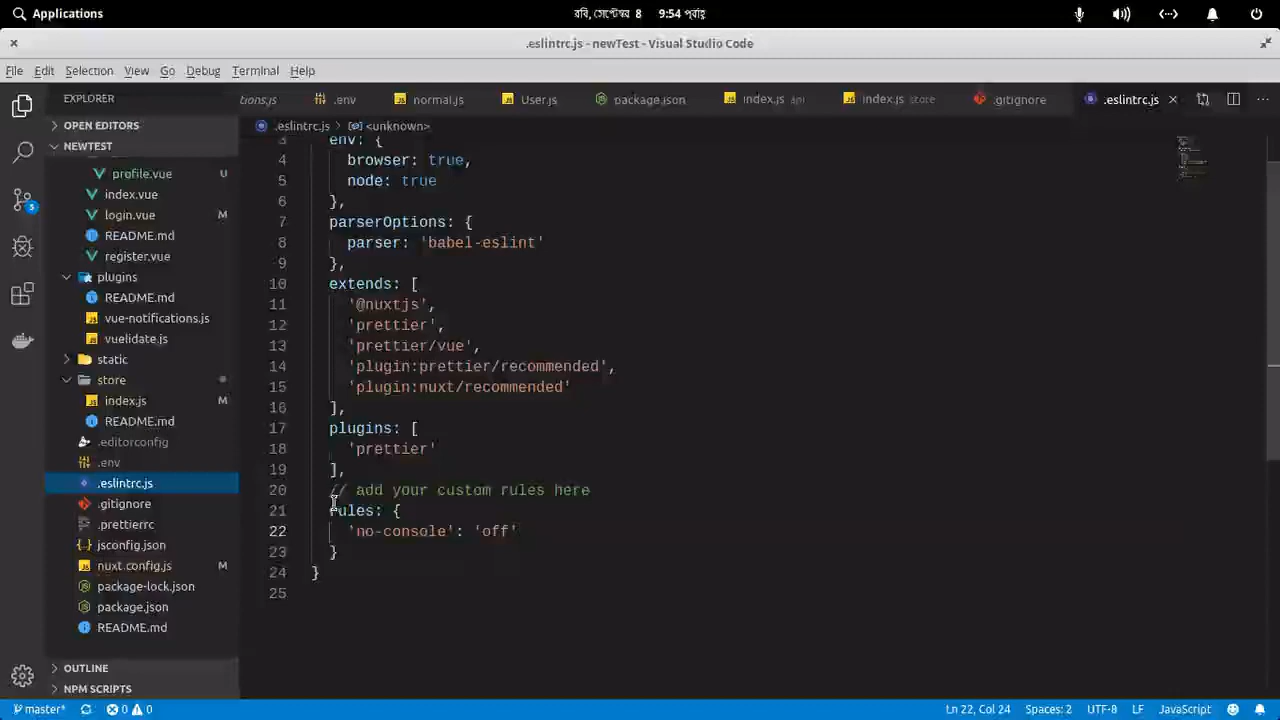 Applications
রবি, সেপ্টেম্বর 8 9:54 পূর্বাহ্ণ
.eslintrc.js - newTest - Visual Studio Code
File Edit Selection View Go Debug Terminal Help
EXPLORER
tions.js .env normal.js User.js package.json index.js api index.js store .gitignore .eslintrc.js
OPEN EDITORS
.eslintrc.js > <unknown>
NEWTEST
profile.vue U
index.vue
login.vue M
README.md
register.vue
plugins
README.md
vue-notifications.js
vuelidate.js
static
store
index.js M
README.md
.editorconfig
.env
.eslintrc.js
.gitignore
.prettierrc
jsconfig.json
nuxt.config.js M
package-lock.json
package.json
README.md
OUTLINE
NPM SCRIPTS
5
3 env: {
4 browser: true,
5 node: true
6 },
7 parserOptions: {
8 parser: 'babel-eslint'
9 },
10 extends: [
11 '@nuxtjs',
12 'prettier',
13 'prettier/vue',
14 'plugin:prettier/recommended',
15 'plugin:nuxt/recommended'
16 ],
17 plugins: [
18 'prettier'
19 ],
20 // add your custom rules here
21 rules: {
22 'no-console': 'off'
23 }
24 }
25
master* 0 0 Ln 22, Col 24 Spaces: 2 UTF-8 LF JavaScript